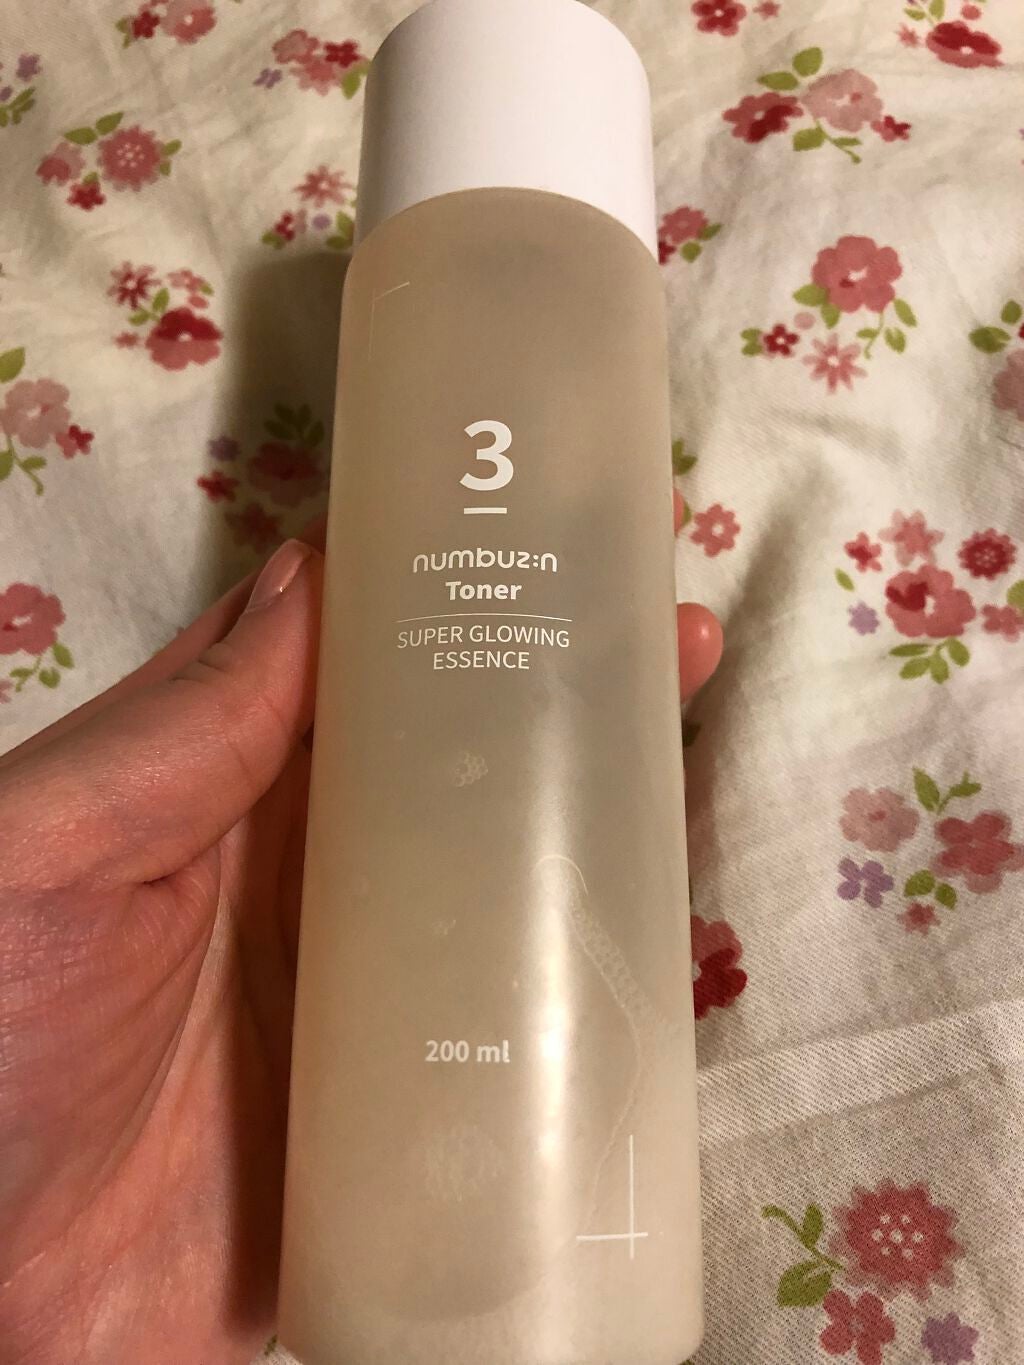 3
numbuz:n
Toner
SUPER GLOWING
ESSENCE
200 ml